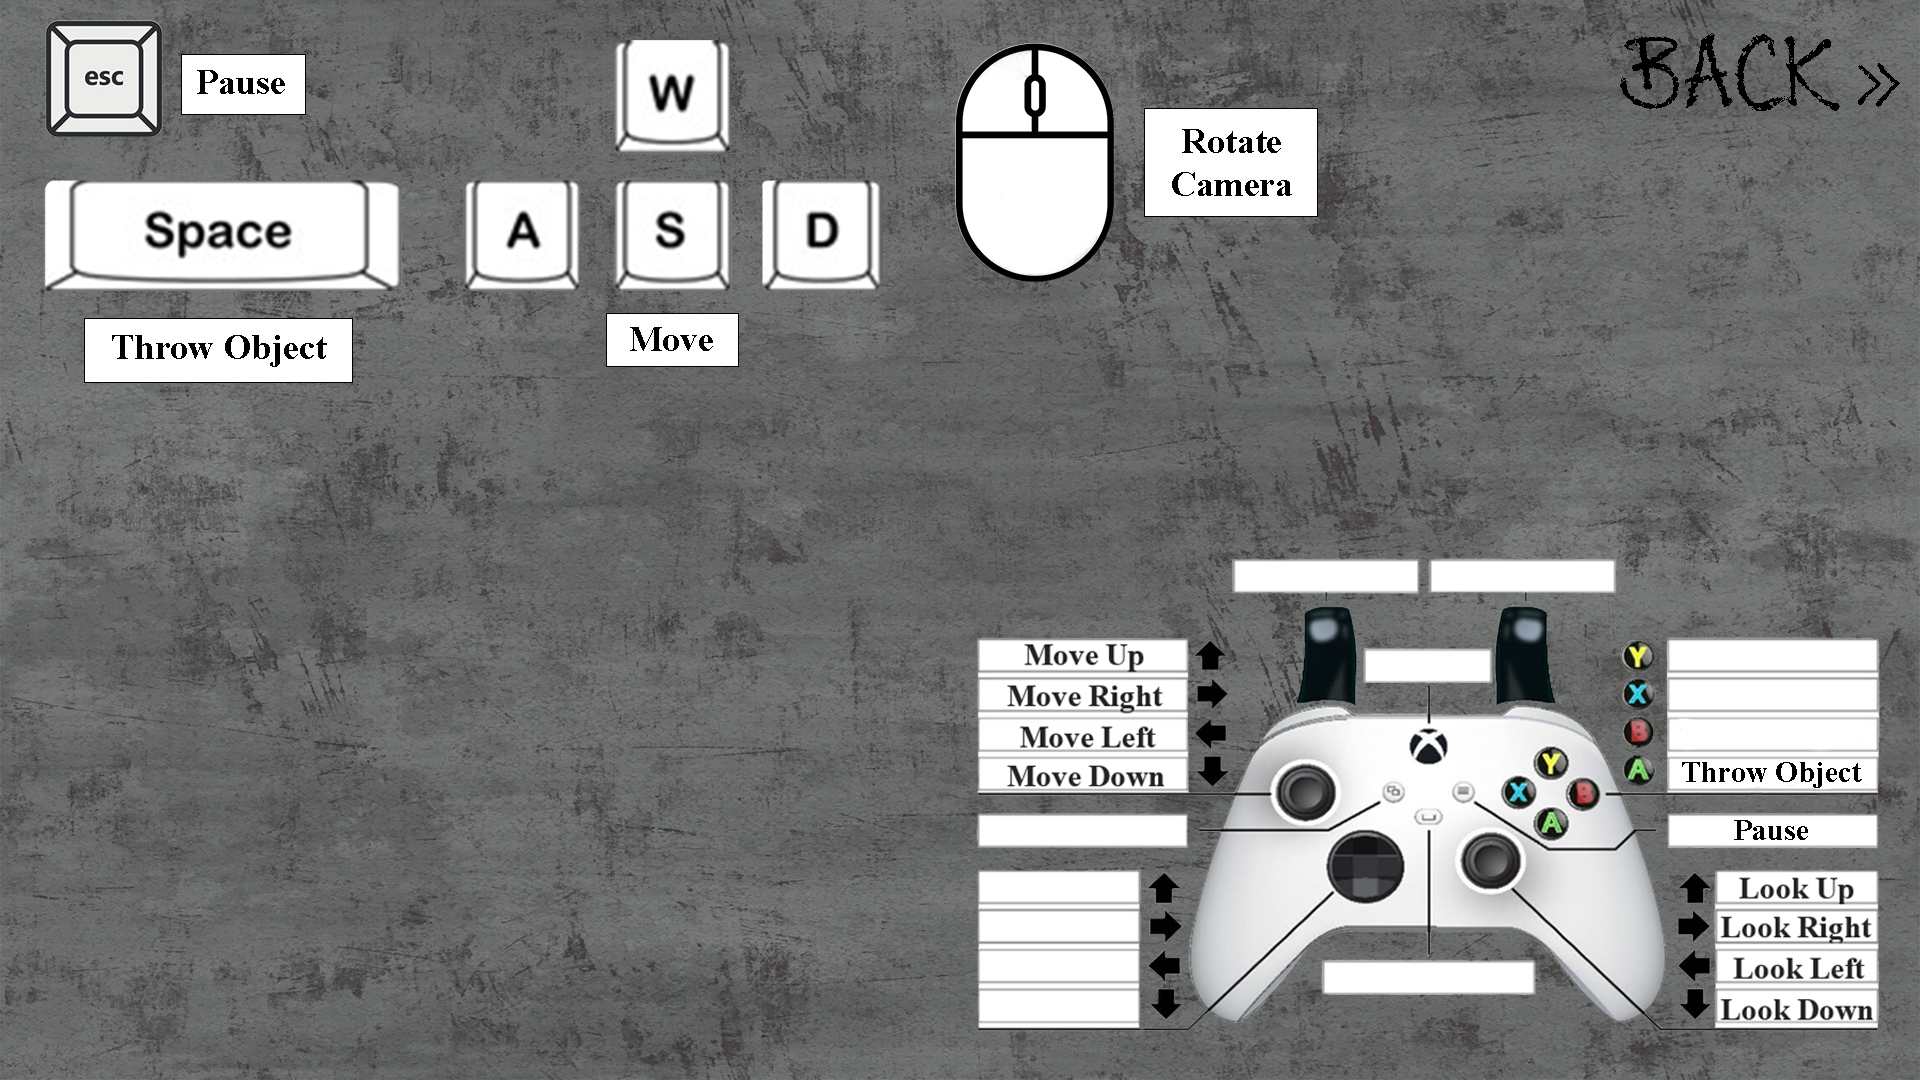 esc
Pause
W
BACK »
Rotate
Camera
Space
A
S
D
Throw Object
Move
Move Up
Move Right
Move Left
Move Down
Y
X
B
A
Throw Object
Y
X
B
A
Pause
Look Up
Look Right
Look Left
Look Down